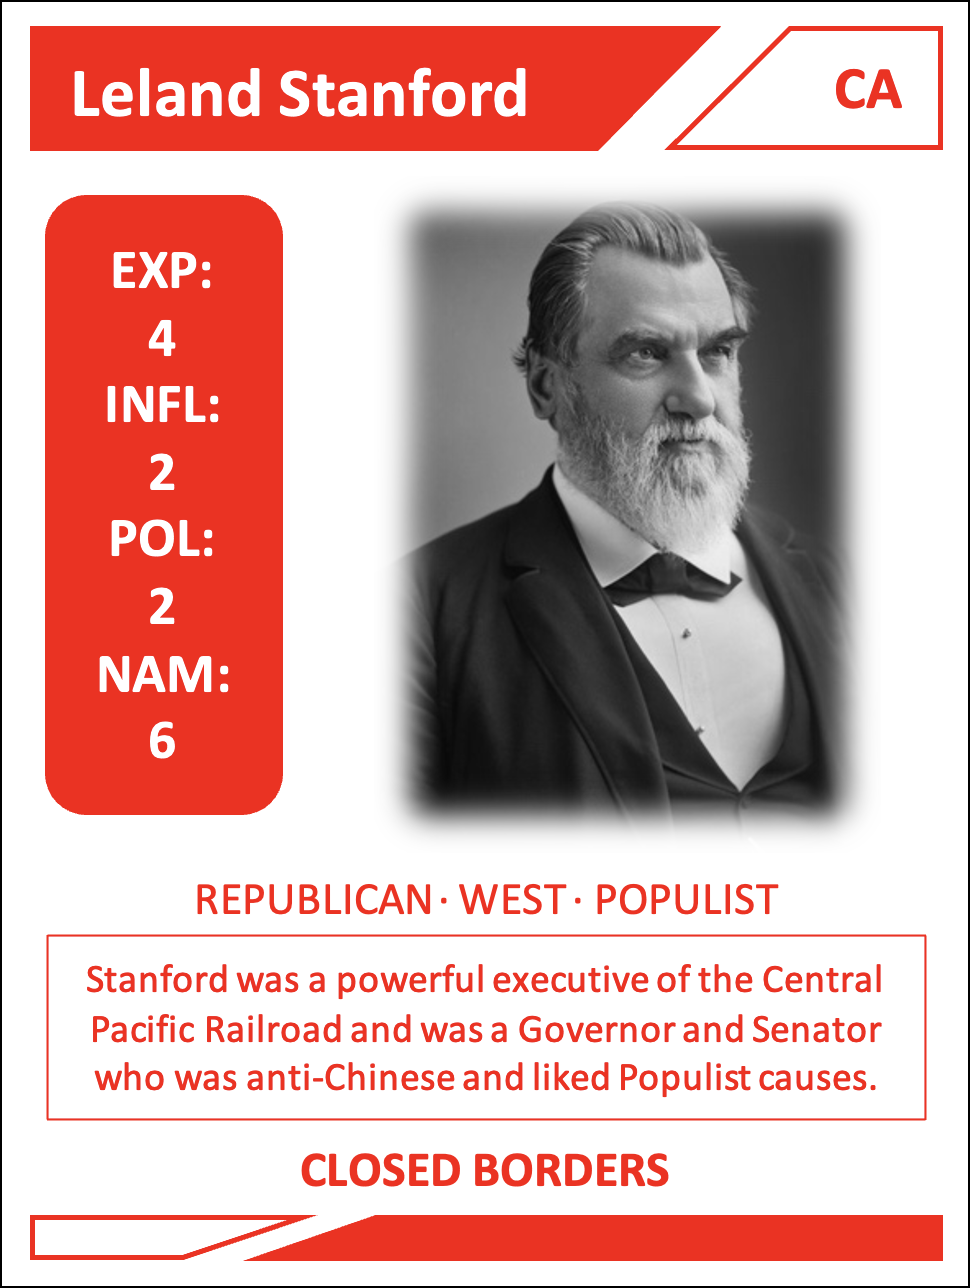 Leland Stanford
CA
EXP:
4
INFL:
2
POL:
2
NAM:
6
REPUBLICAN · WEST · POPULIST
Stanford was a powerful executive of the Central
Pacific Railroad and was a Governor and Senator
who was anti-Chinese and liked Populist causes.
CLOSED BORDERS